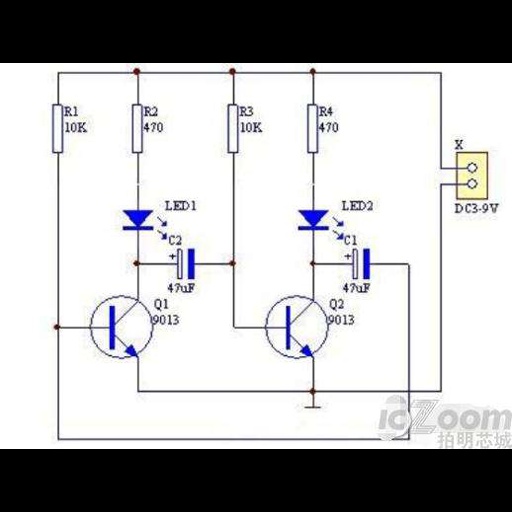 R1
10K
R2
470
R3
10K
R4
470
X
DC3-9V
LED1
LED2
C2
+
47uF
C1
+
47uF
Q1
9013
Q2
9013
icZoom
拍明芯城